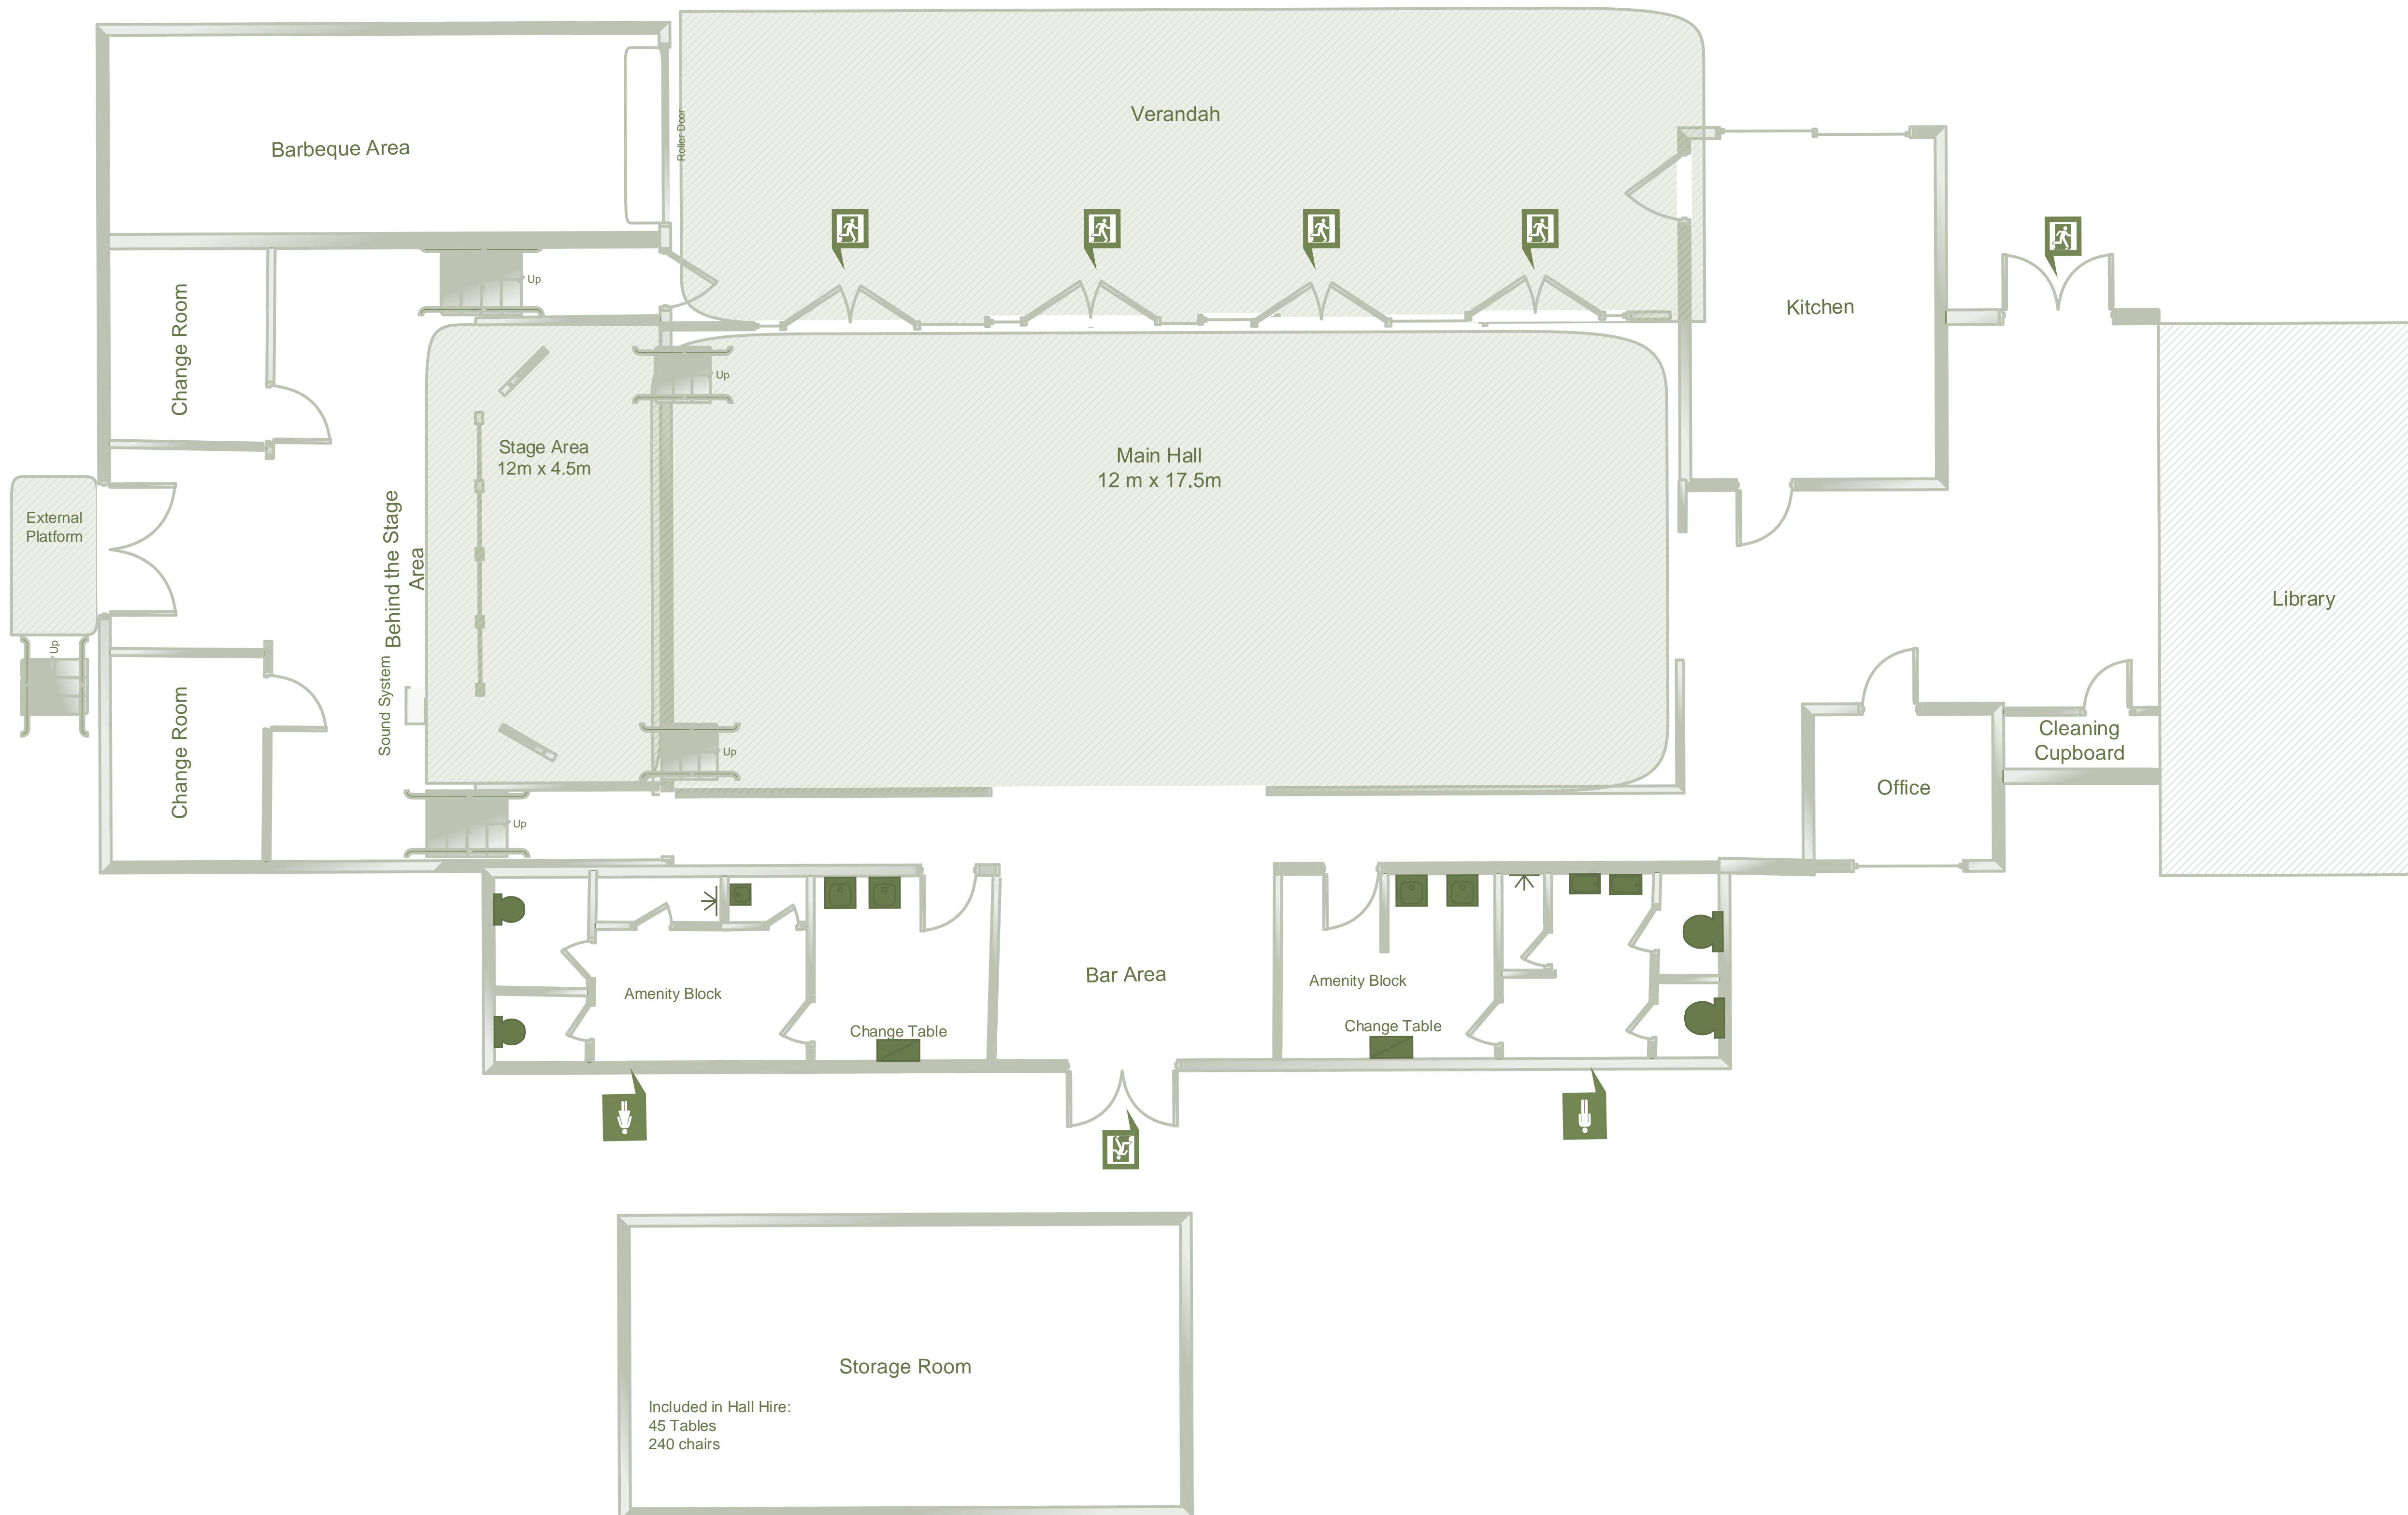 Verandah
Roller Door
Barbeque Area
Up
Change Room
Kitchen
Up
Stage Area
12m x 4.5m
Main Hall
12 m x 17.5m
External
Platform
Behind the Stage
Area
Library
Up
Sound System
Change Room
Up
Cleaning
Cupboard
Office
Up
Amenity Block
Change Table
Bar Area
Amenity Block
Change Table
Storage Room
Included in Hall Hire:
45 Tables
240 chairs